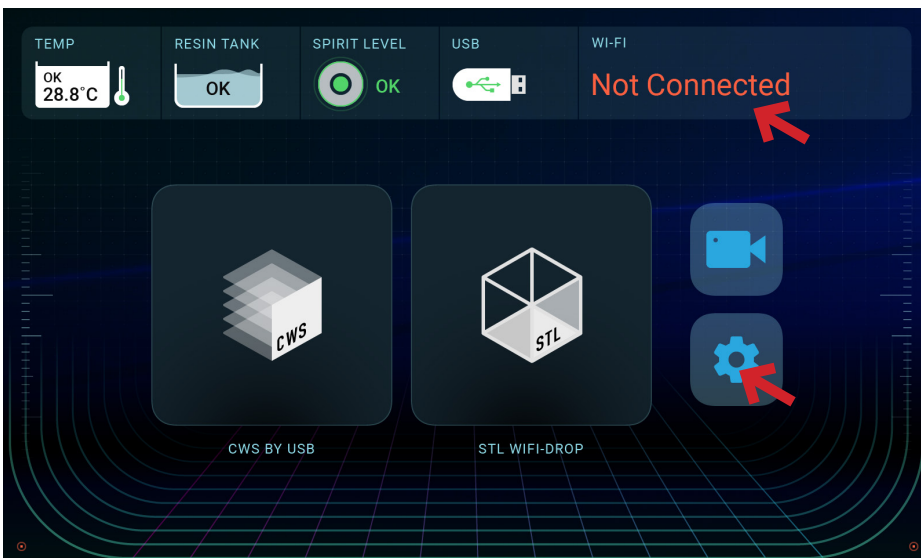 TEMP
RESIN TANK
SPIRIT LEVEL
USB
WI-FI
OK
28.8°C
OK
OK
Not Connected
CWS
STL
CWS BY USB
STL WIFI-DROP